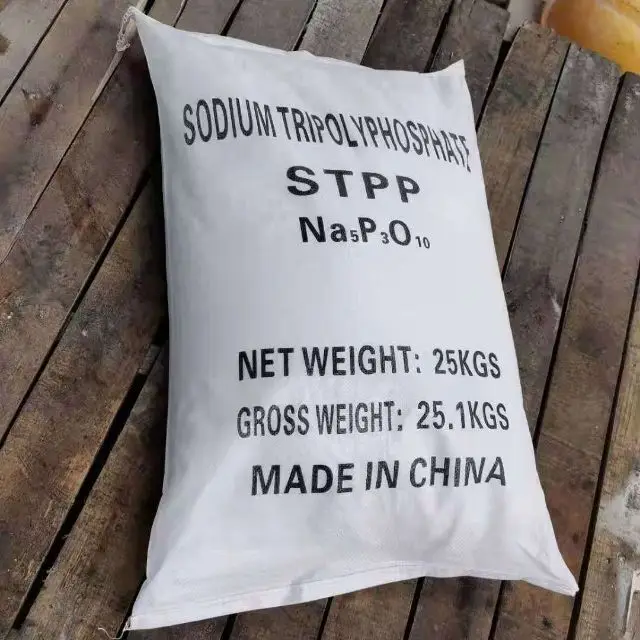 SODIUM TRIPOLYPHOSPHATE
STPP
Na₅P₃O₁₀
NET WEIGHT: 25KGS
GROSS WEIGHT: 25.1KGS
MADE IN CHINA